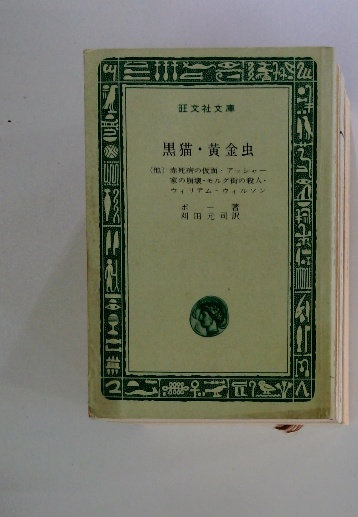 旺文社文庫
黒猫・黄金虫
(他) 赤死病の仮面・アッシャー
家の崩壊・モルグ街の殺人・
ウィリアム・ウィルソン
ポー著
刈田元司訳